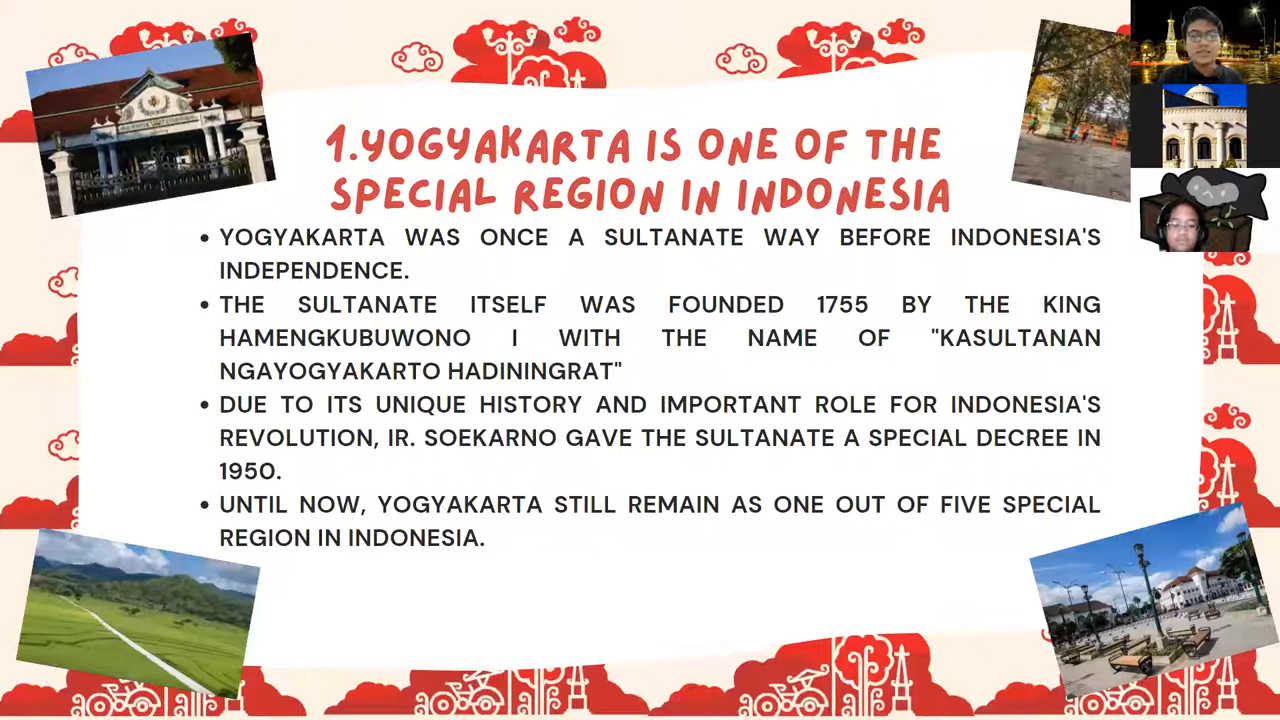 1.YOGYAKARTA IS ONE OF THE
SPECIAL REGION IN INDONESIA
• YOGYAKARTA WAS ONCE A SULTANATE WAY BEFORE INDONESIA'S
INDEPENDENCE.
• THE SULTANATE ITSELF WAS FOUNDED 1755 BY THE KING
HAMENGKUBUWONO I WITH THE NAME OF "KASULTANAN
NGAYOGYAKARTO HADININGRAT"
• DUE TO ITS UNIQUE HISTORY AND IMPORTANT ROLE FOR INDONESIA'S
REVOLUTION, IR. SOEKARNO GAVE THE SULTANATE A SPECIAL DECREE IN
1950.
• UNTIL NOW, YOGYAKARTA STILL REMAIN AS ONE OUT OF FIVE SPECIAL
REGION IN INDONESIA.